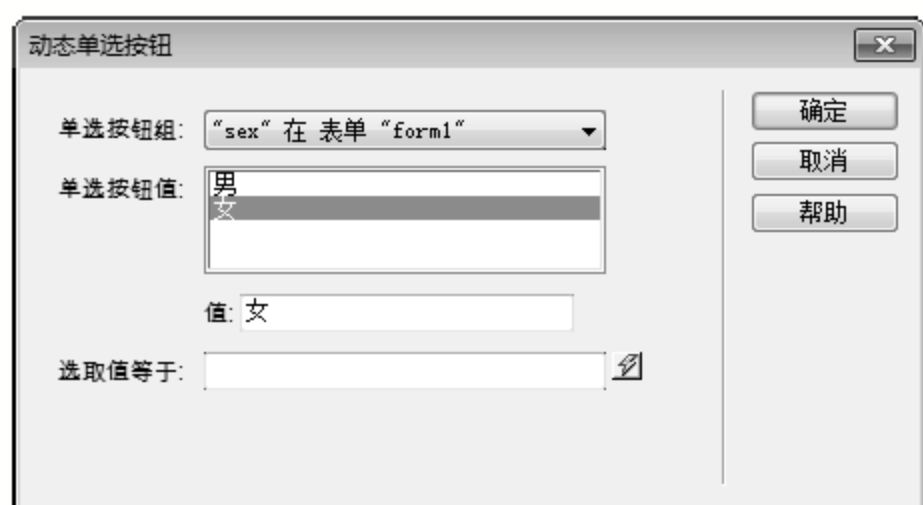 动态单选按钮
单选按钮组: "sex" 在 表单 "form1"
确定
单选按钮值: 男
女
取消
帮助
值: 女
选取值等于: